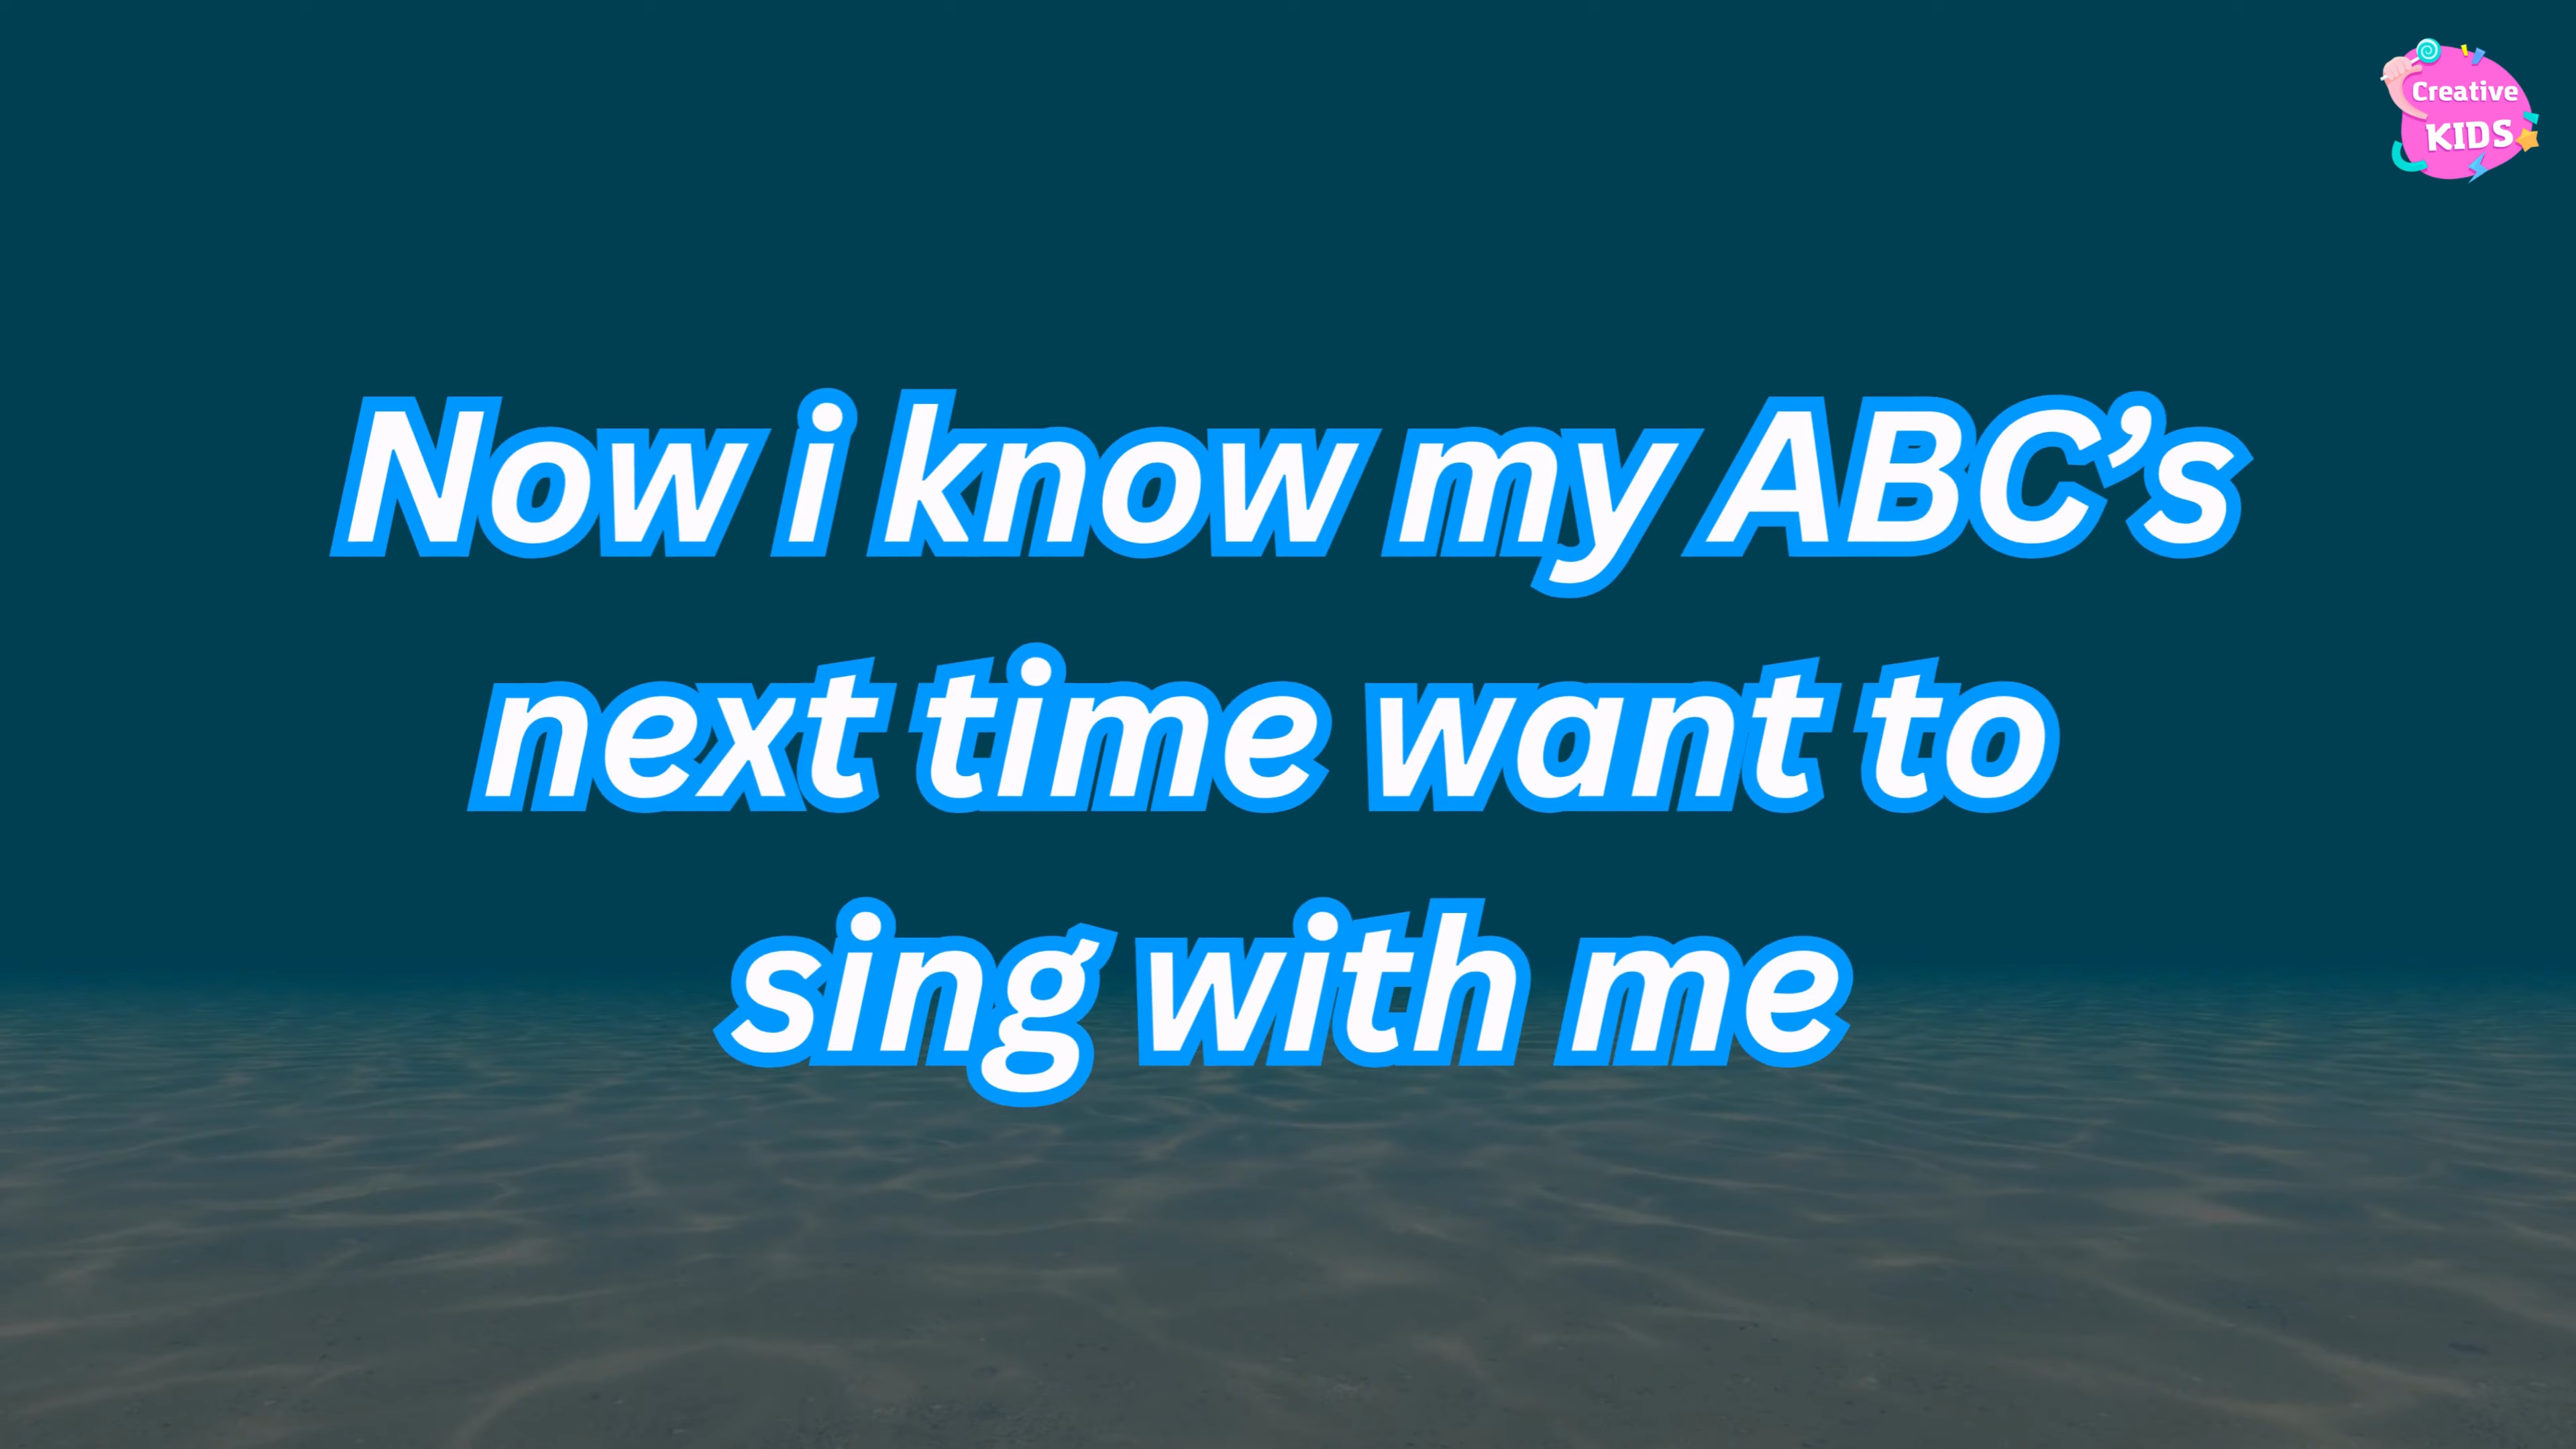 Creative
KIDS
Now i know my ABC’s
next time want to
sing with me